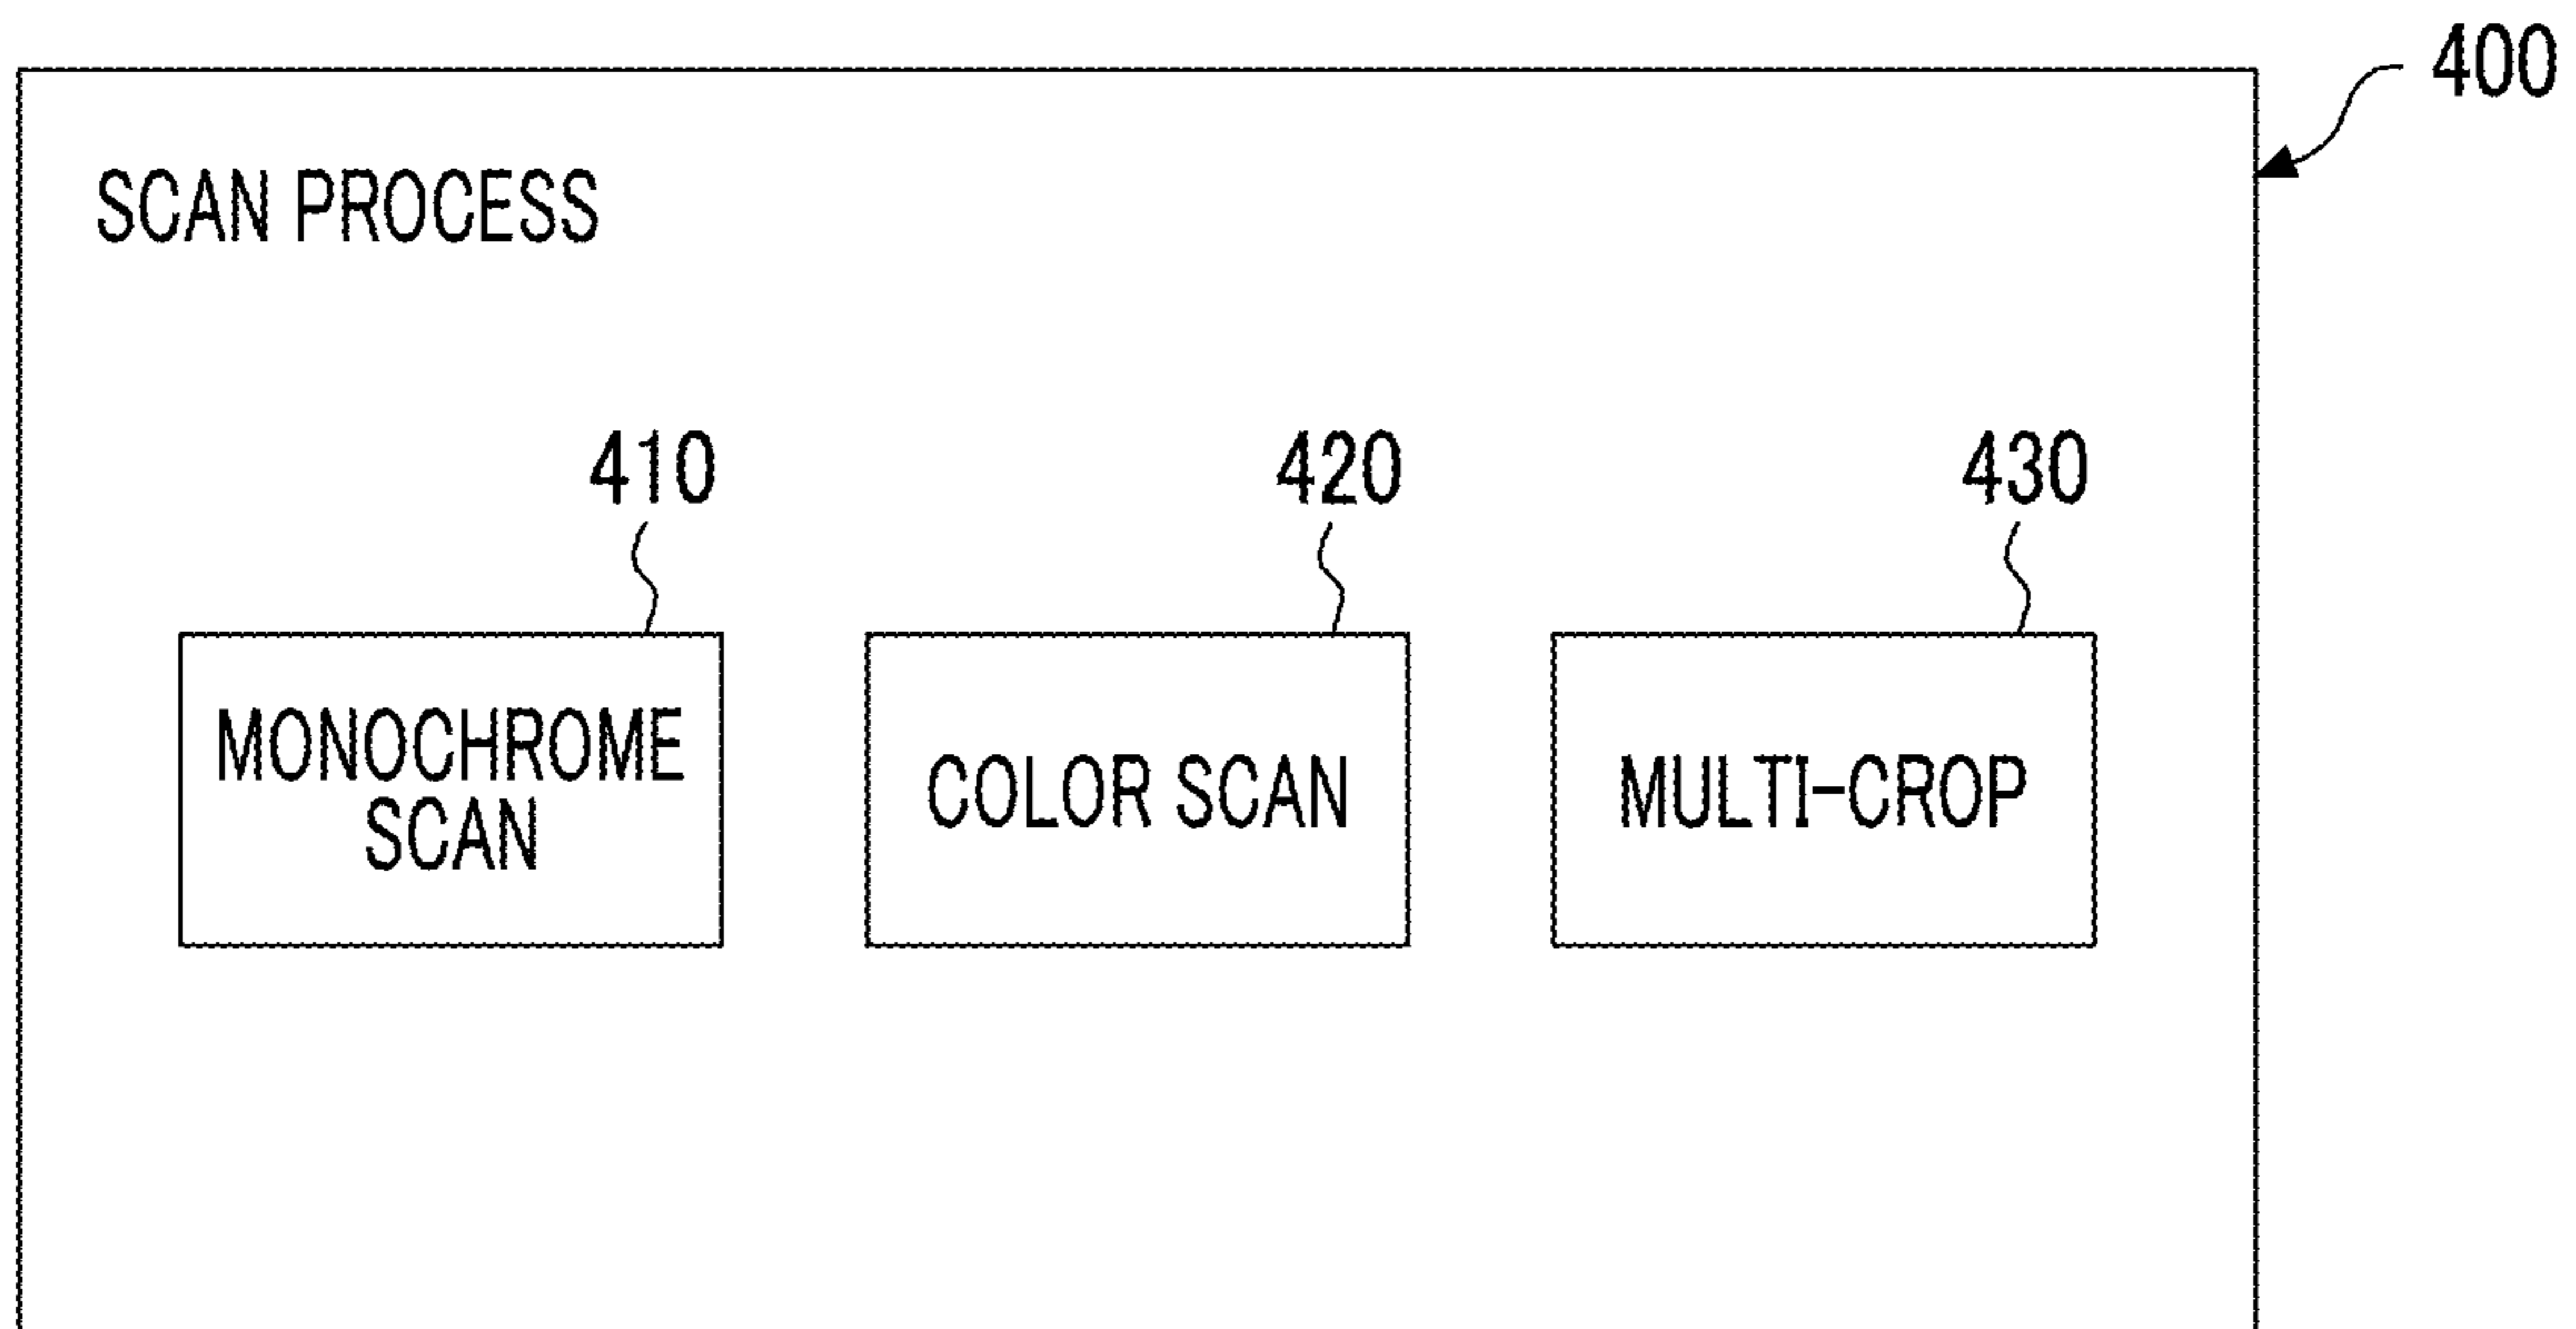 400
SCAN PROCESS
410
420
430
MONOCHROME
SCAN
COLOR SCAN
MULTI-CROP